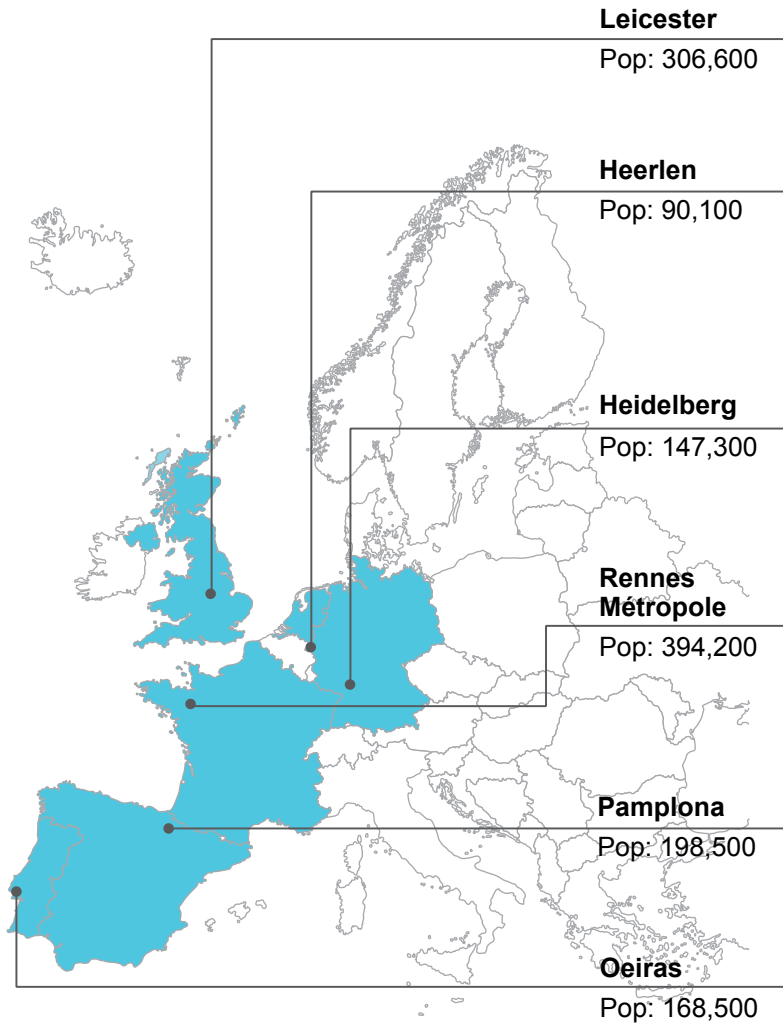 Leicester
Pop: 306,600
Heerlen
Pop: 90,100
Heidelberg
Pop: 147,300
Rennes
Métropole
Pop: 394,200
Pamplona
Pop: 198,500
Oeiras
Pop: 168,500